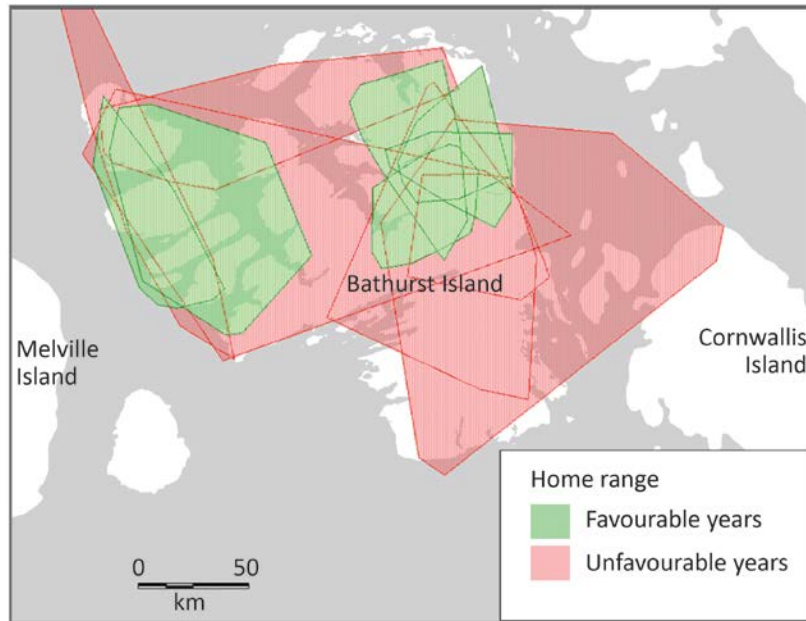 Bathurst Island
Melville
Island
Cornwallis
Island
0 50
km
Home range
Favourable years
Unfavourable years